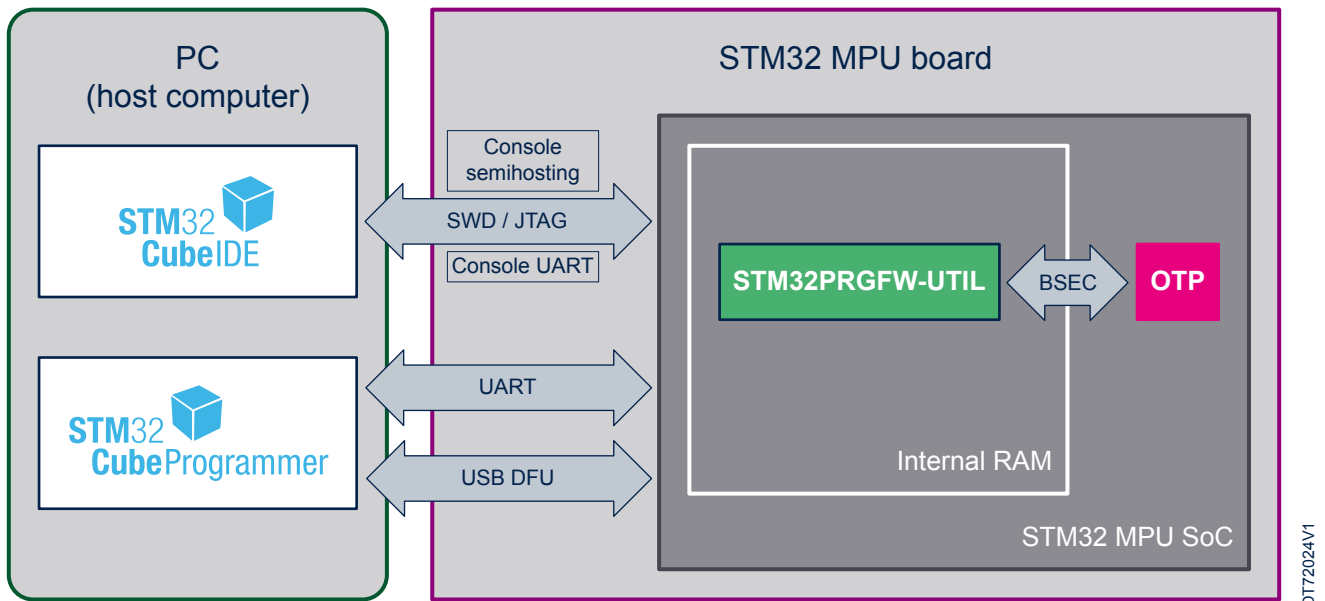 PC
(host computer)
STM32
CubeIDE
STM32
CubeProgrammer
STM32 MPU board
Console
semihosting
SWD / JTAG
Console UART
UART
USB DFU
STM32PRGFW-UTIL
BSEC
OTP
Internal RAM
STM32 MPU SoC